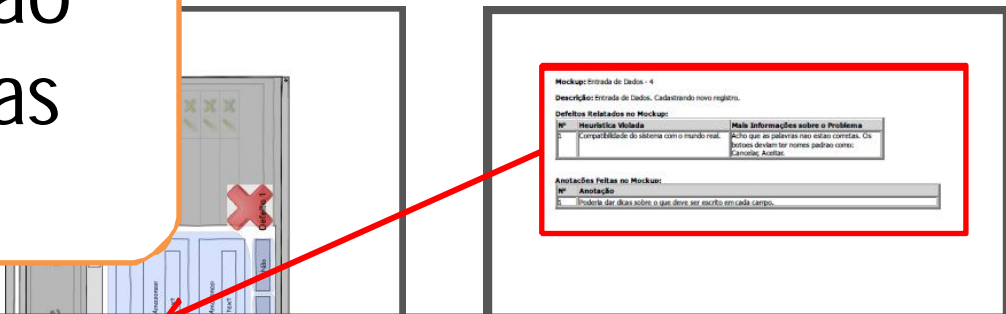 ão
as
Defeito 1
Não
Mockup: Entrada de Dados - 4
Descrição: Entrada de Dados. Cadastrando novo registro.
Defeitos Relatados no Mockup:
Nº Heurística Violada Mais Informações sobre o Problema
1 Compatibilidade do sistema com o mundo real. Acho que as palavras nao estao corretas. Os
botoes deviam ter nomes padrao como:
Cancelar, Aceitar.
Anotações Feitas no Mockup:
Nº Anotação
1 Poderia dar dicas sobre o que deve ser escrito em cada campo.